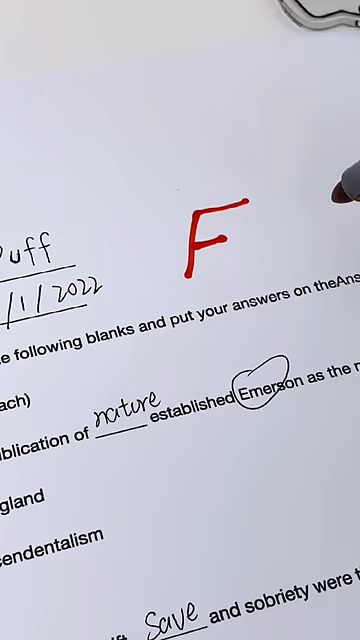 F
uff
/1/2022
e following blanks and put your answers on theAns
ach)
blication of nature established Emerson as the
gland
cendentalism
save and sobriety were